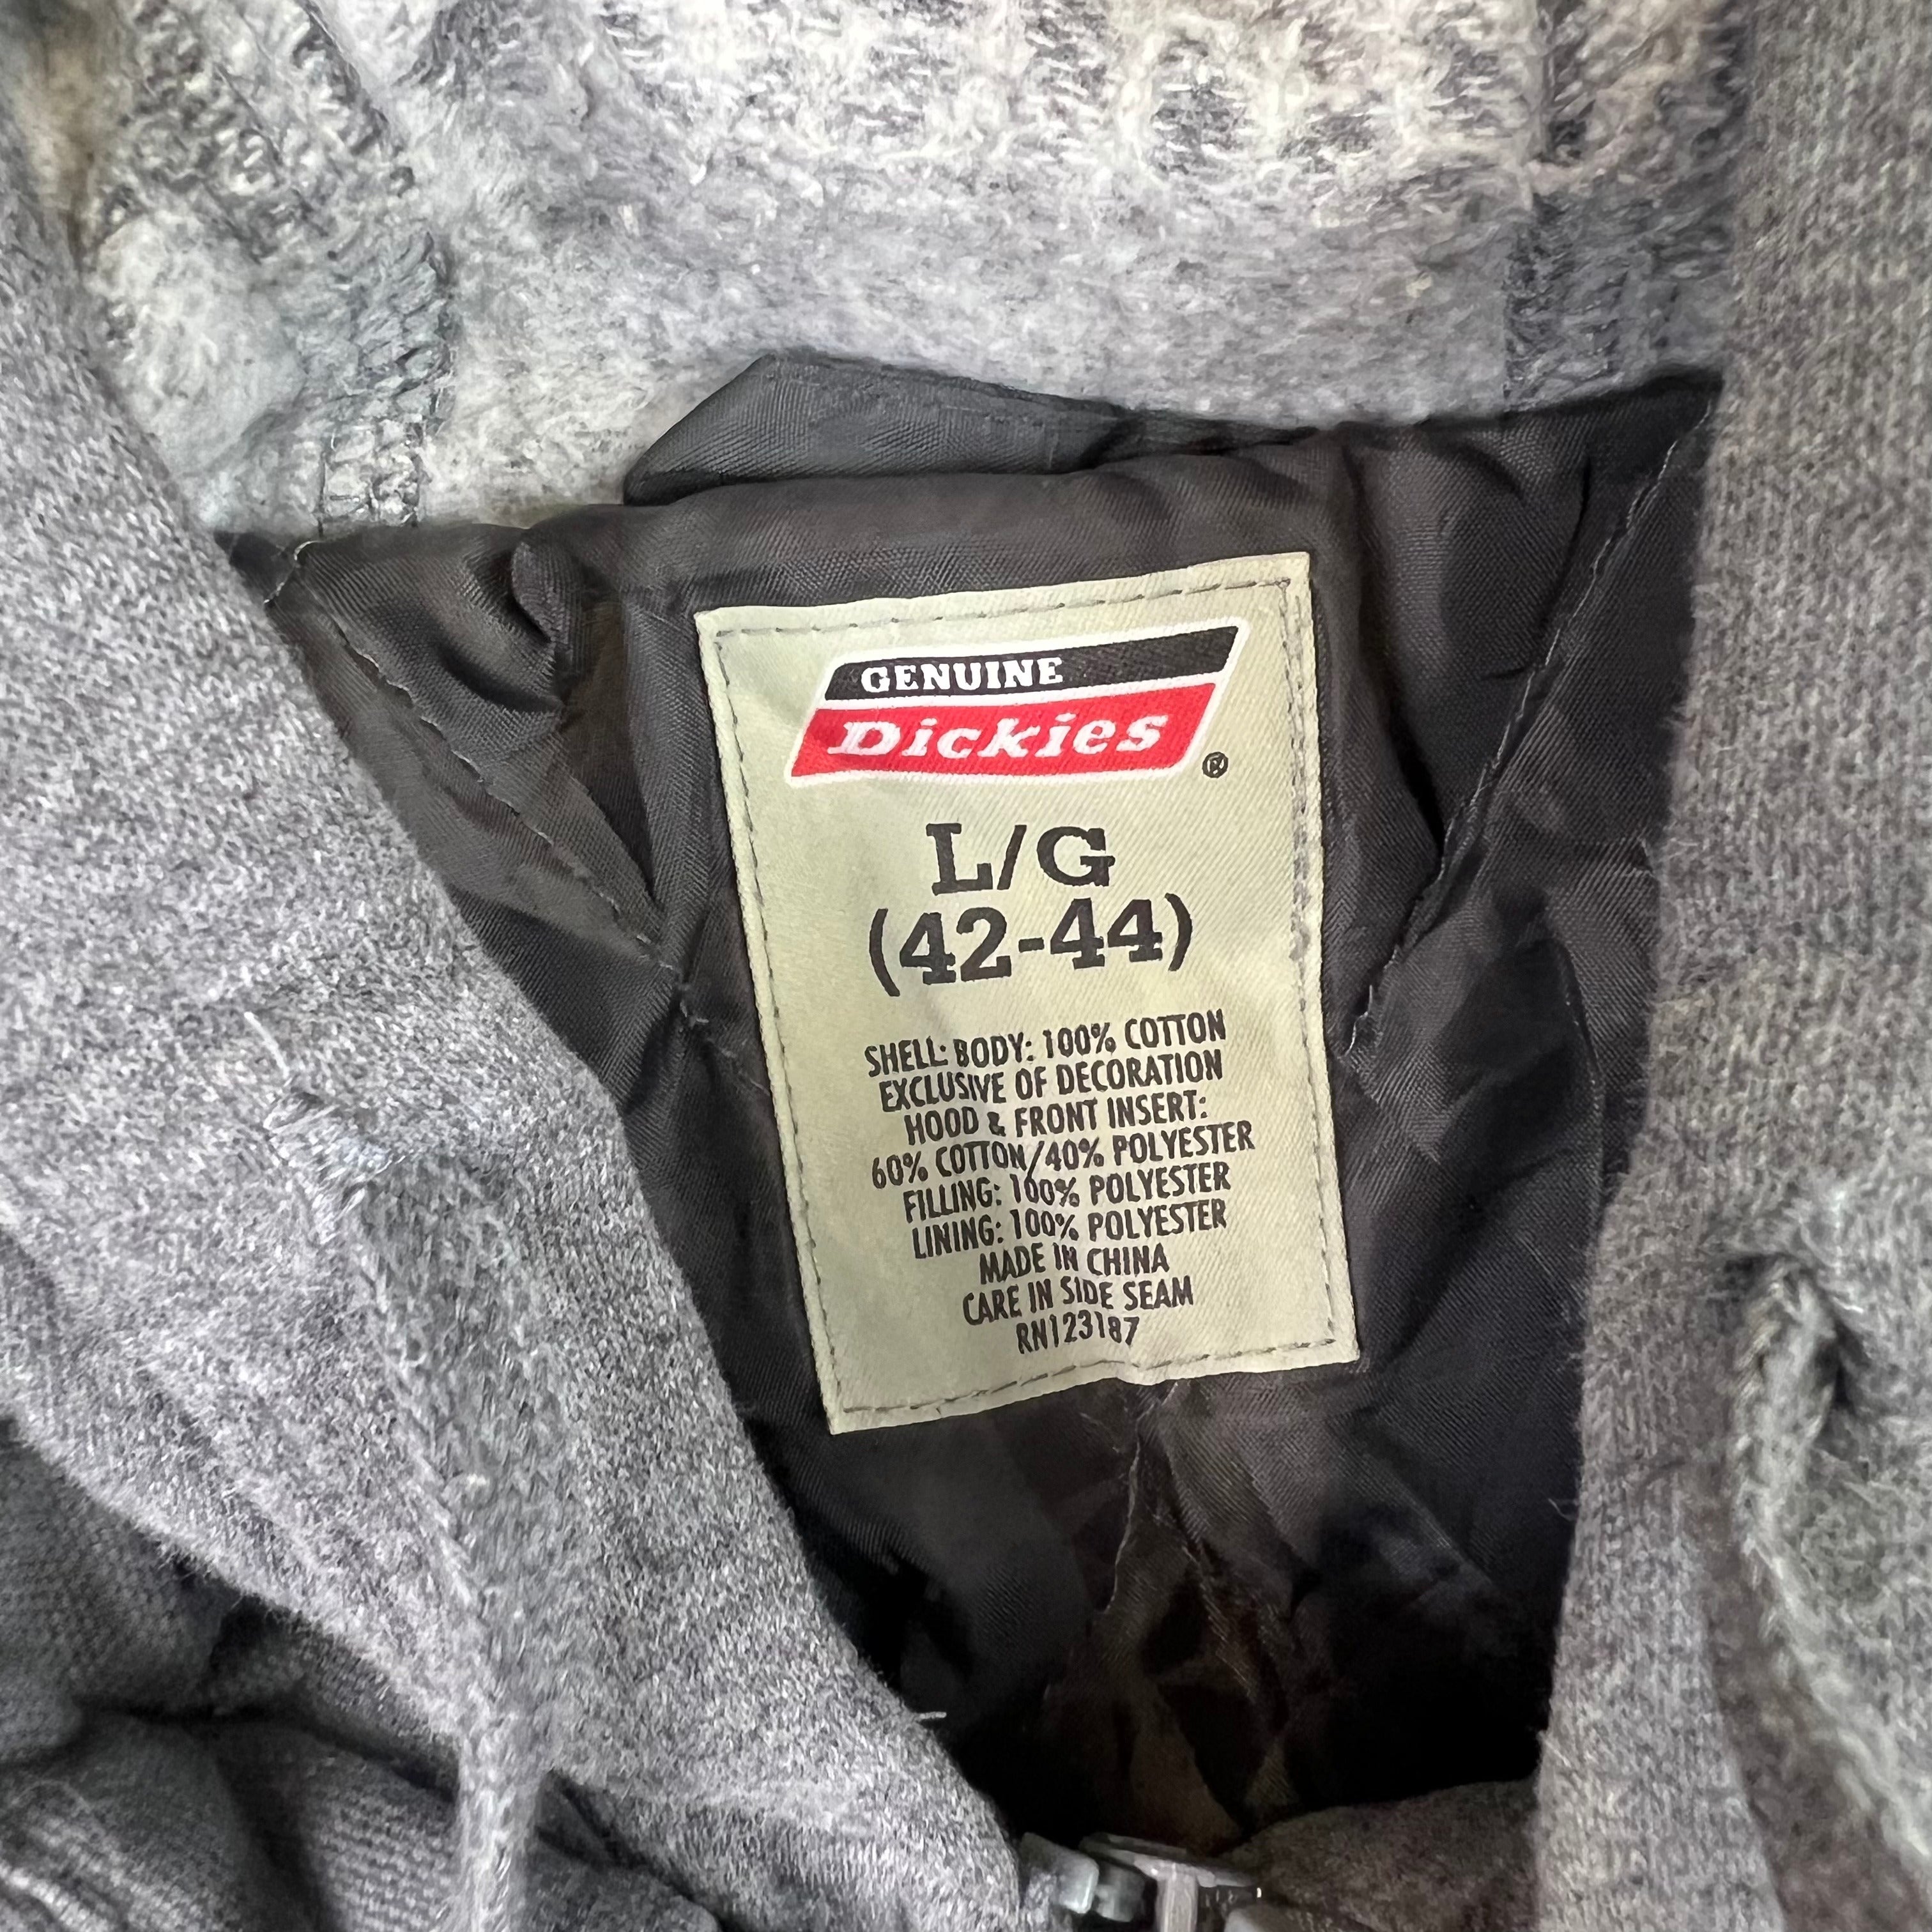 GENUINE
Dickies®
L/G
(42-44)
SHELL: BODY: 100% COTTON
EXCLUSIVE OF DECORATION
HOOD & FRONT INSERT:
60% COTTON/40% POLYESTER
FILLING: 100% POLYESTER
LINING: 100% POLYESTER
MADE IN CHINA
CARE IN SIDE SEAM
RN123187